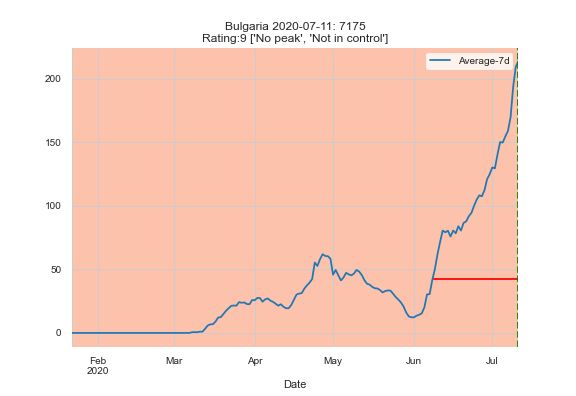 Bulgaria 2020-07-11: 7175
Rating:9 ['No peak', 'Not in control']
Average-7d
200
150
100
50
0
Feb
2020
Mar
Apr
May
Jun
Jul
Date